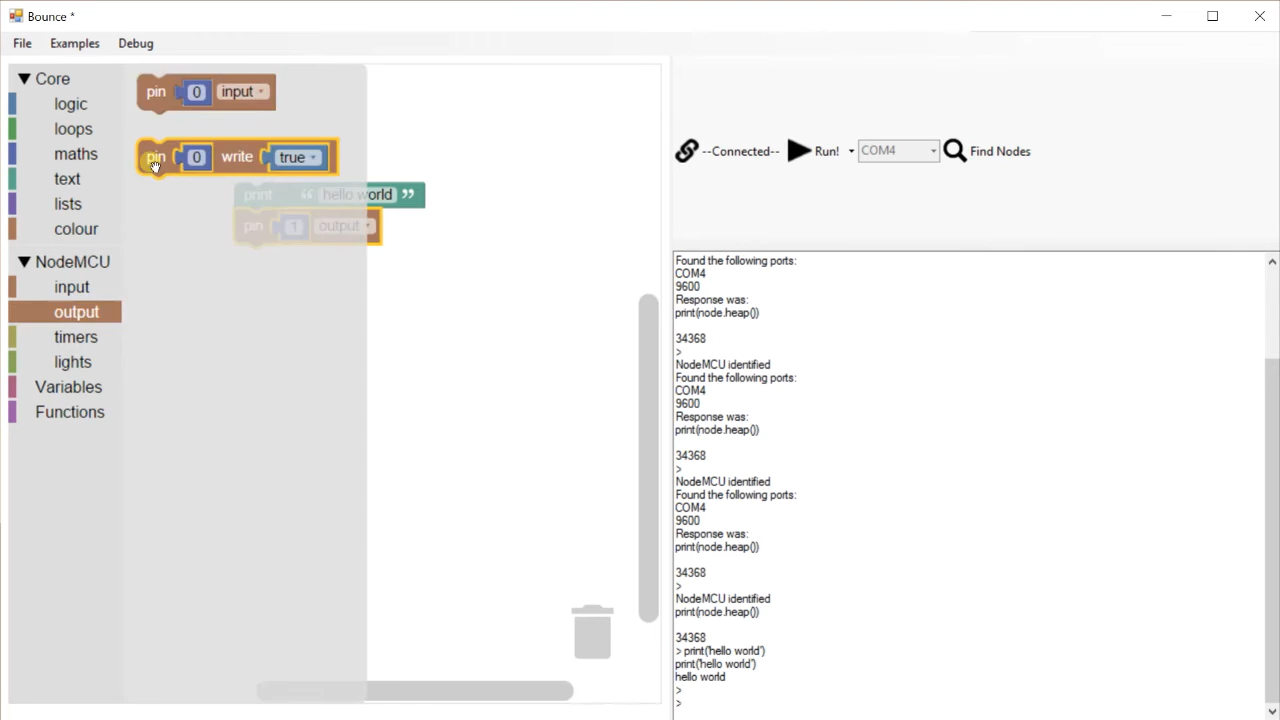 Bounce *
File Examples Debug
Core
logic
loops
maths
text
lists
colour
NodeMCU
input
output
timers
lights
Variables
Functions
pin 0 input
pin 0 write true
print “ hello world ”
pin 1 output
--Connected-- Run! COM4 Find Nodes
Found the following ports:
COM4
9600
Response was:
print(node.heap())
34368
>
NodeMCU identified
Found the following ports:
COM4
9600
Response was:
print(node.heap())
34368
>
NodeMCU identified
Found the following ports:
COM4
9600
Response was:
print(node.heap())
34368
>
NodeMCU identified
print(node.heap())
34368
> print('hello world')
print('hello world')
hello world
>
>